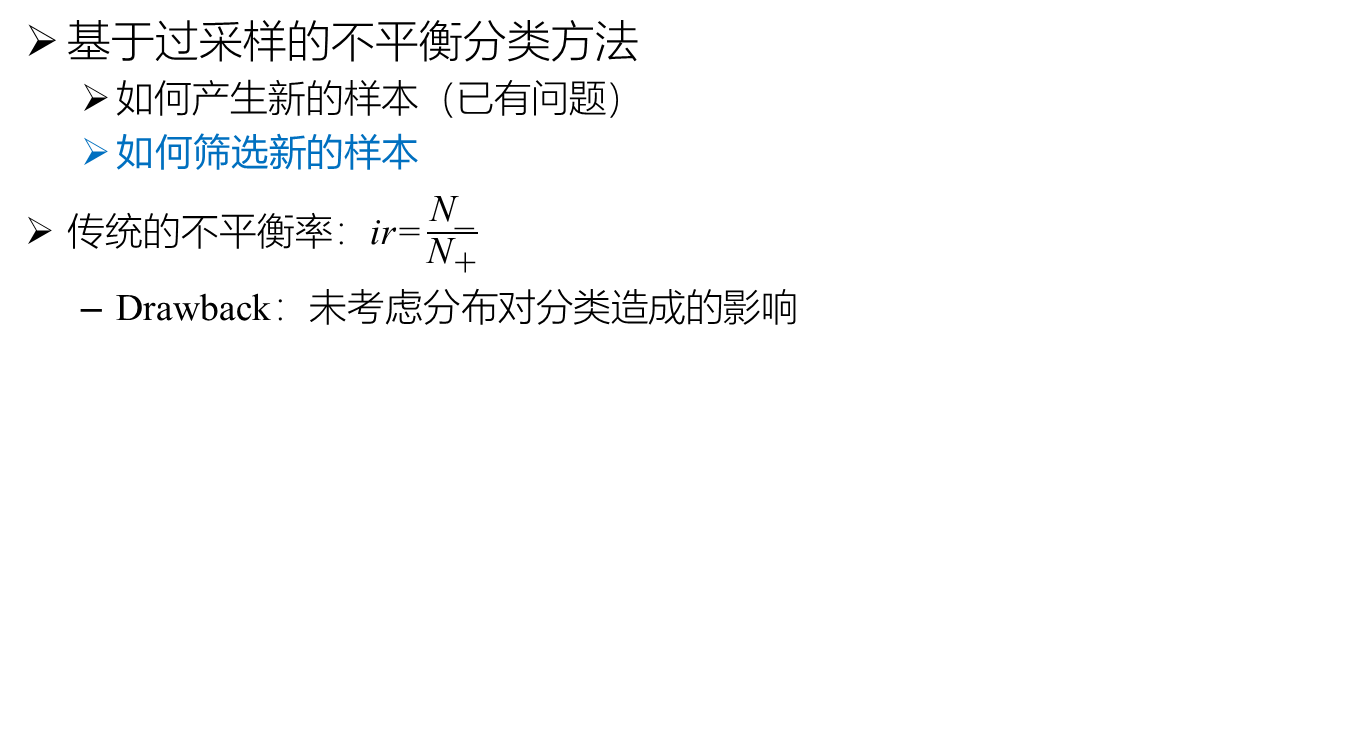 ➢ 基于过采样的不平衡分类方法
➢ 如何产生新的样本（已有问题）
➢ 如何筛选新的样本
➢ 传统的不平衡率：ir=N_/N+
– Drawback：未考虑分布对分类造成的影响